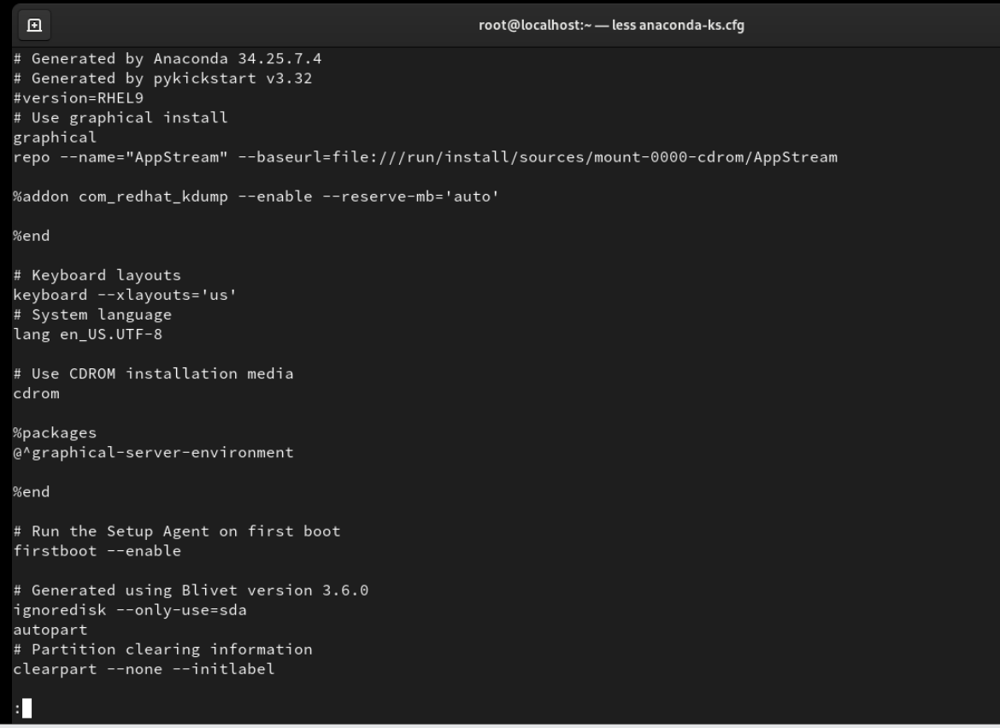 root@localhost:~ — less anaconda-ks.cfg
# Generated by Anaconda 34.25.7.4
# Generated by pykickstart v3.32
#version=RHEL9
# Use graphical install
graphical
repo --name="AppStream" --baseurl=file:///run/install/sources/mount-0000-cdrom/AppStream

%addon com_redhat_kdump --enable --reserve-mb='auto'

%end

# Keyboard layouts
keyboard --xlayouts='us'
# System language
lang en_US.UTF-8

# Use CDROM installation media
cdrom

%packages
@^graphical-server-environment

%end

# Run the Setup Agent on first boot
firstboot --enable

# Generated using Blivet version 3.6.0
ignoredisk --only-use=sda
autopart
# Partition clearing information
clearpart --none --initlabel

: